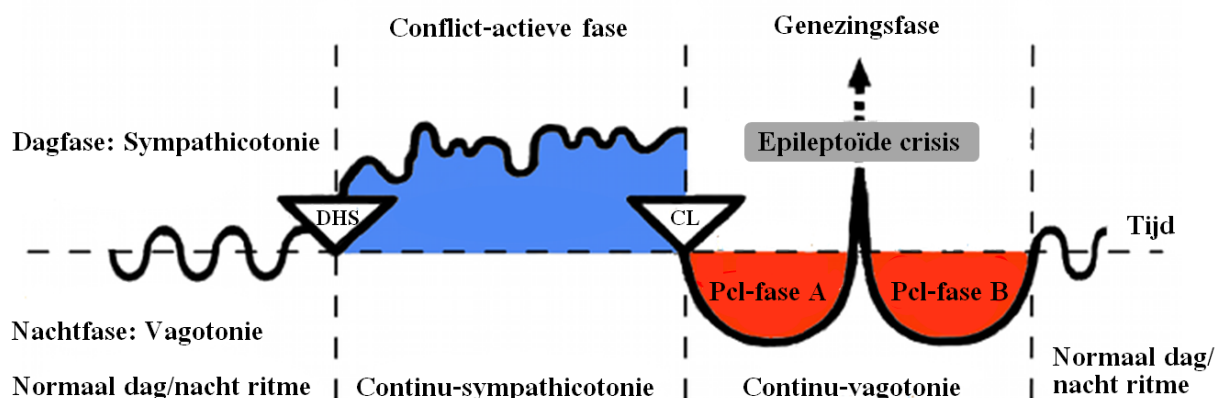 Conflict-actieve fase
Genezingsfase
Dagfase: Sympathicotonie
Epileptoïde crisis
DHS
CL
Tijd
Pcl-fase A
Pcl-fase B
Nachtfase: Vagotonie
Normaal dag/nacht ritme
Continu-sympathicotonie
Continu-vagotonie
Normaal dag/
nacht ritme